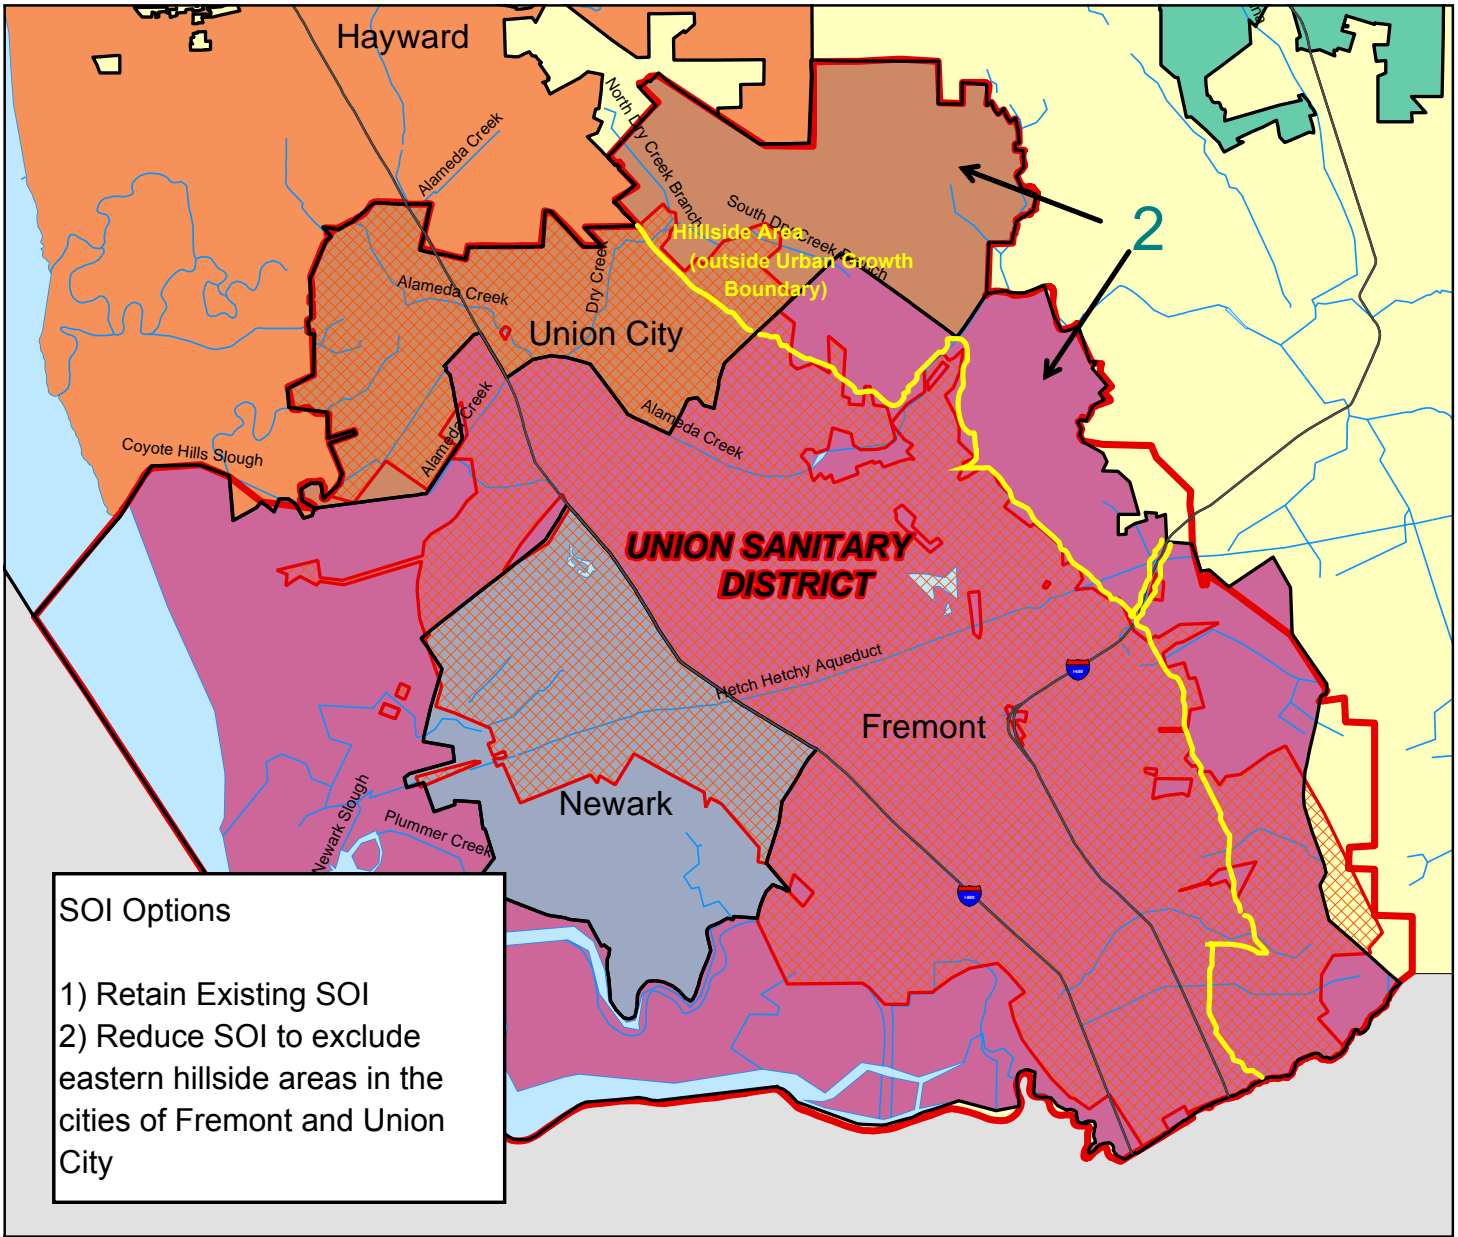 Hayward
North Dry Creek Branch
Alameda Creek
South Dry Creek Branch
2
Hilllside Area
(outside Urban Growth
Boundary)
Dry Creek
Alameda Creek
Union City
Alameda Creek
Alameda Creek
Coyote Hills Slough
UNION SANITARY
DISTRICT
Hetch Hetchy Aqueduct
Fremont
Newark
Newark Slough
Plummer Creek
SOI Options
1) Retain Existing SOI
2) Reduce SOI to exclude
eastern hillside areas in the
cities of Fremont and Union
City